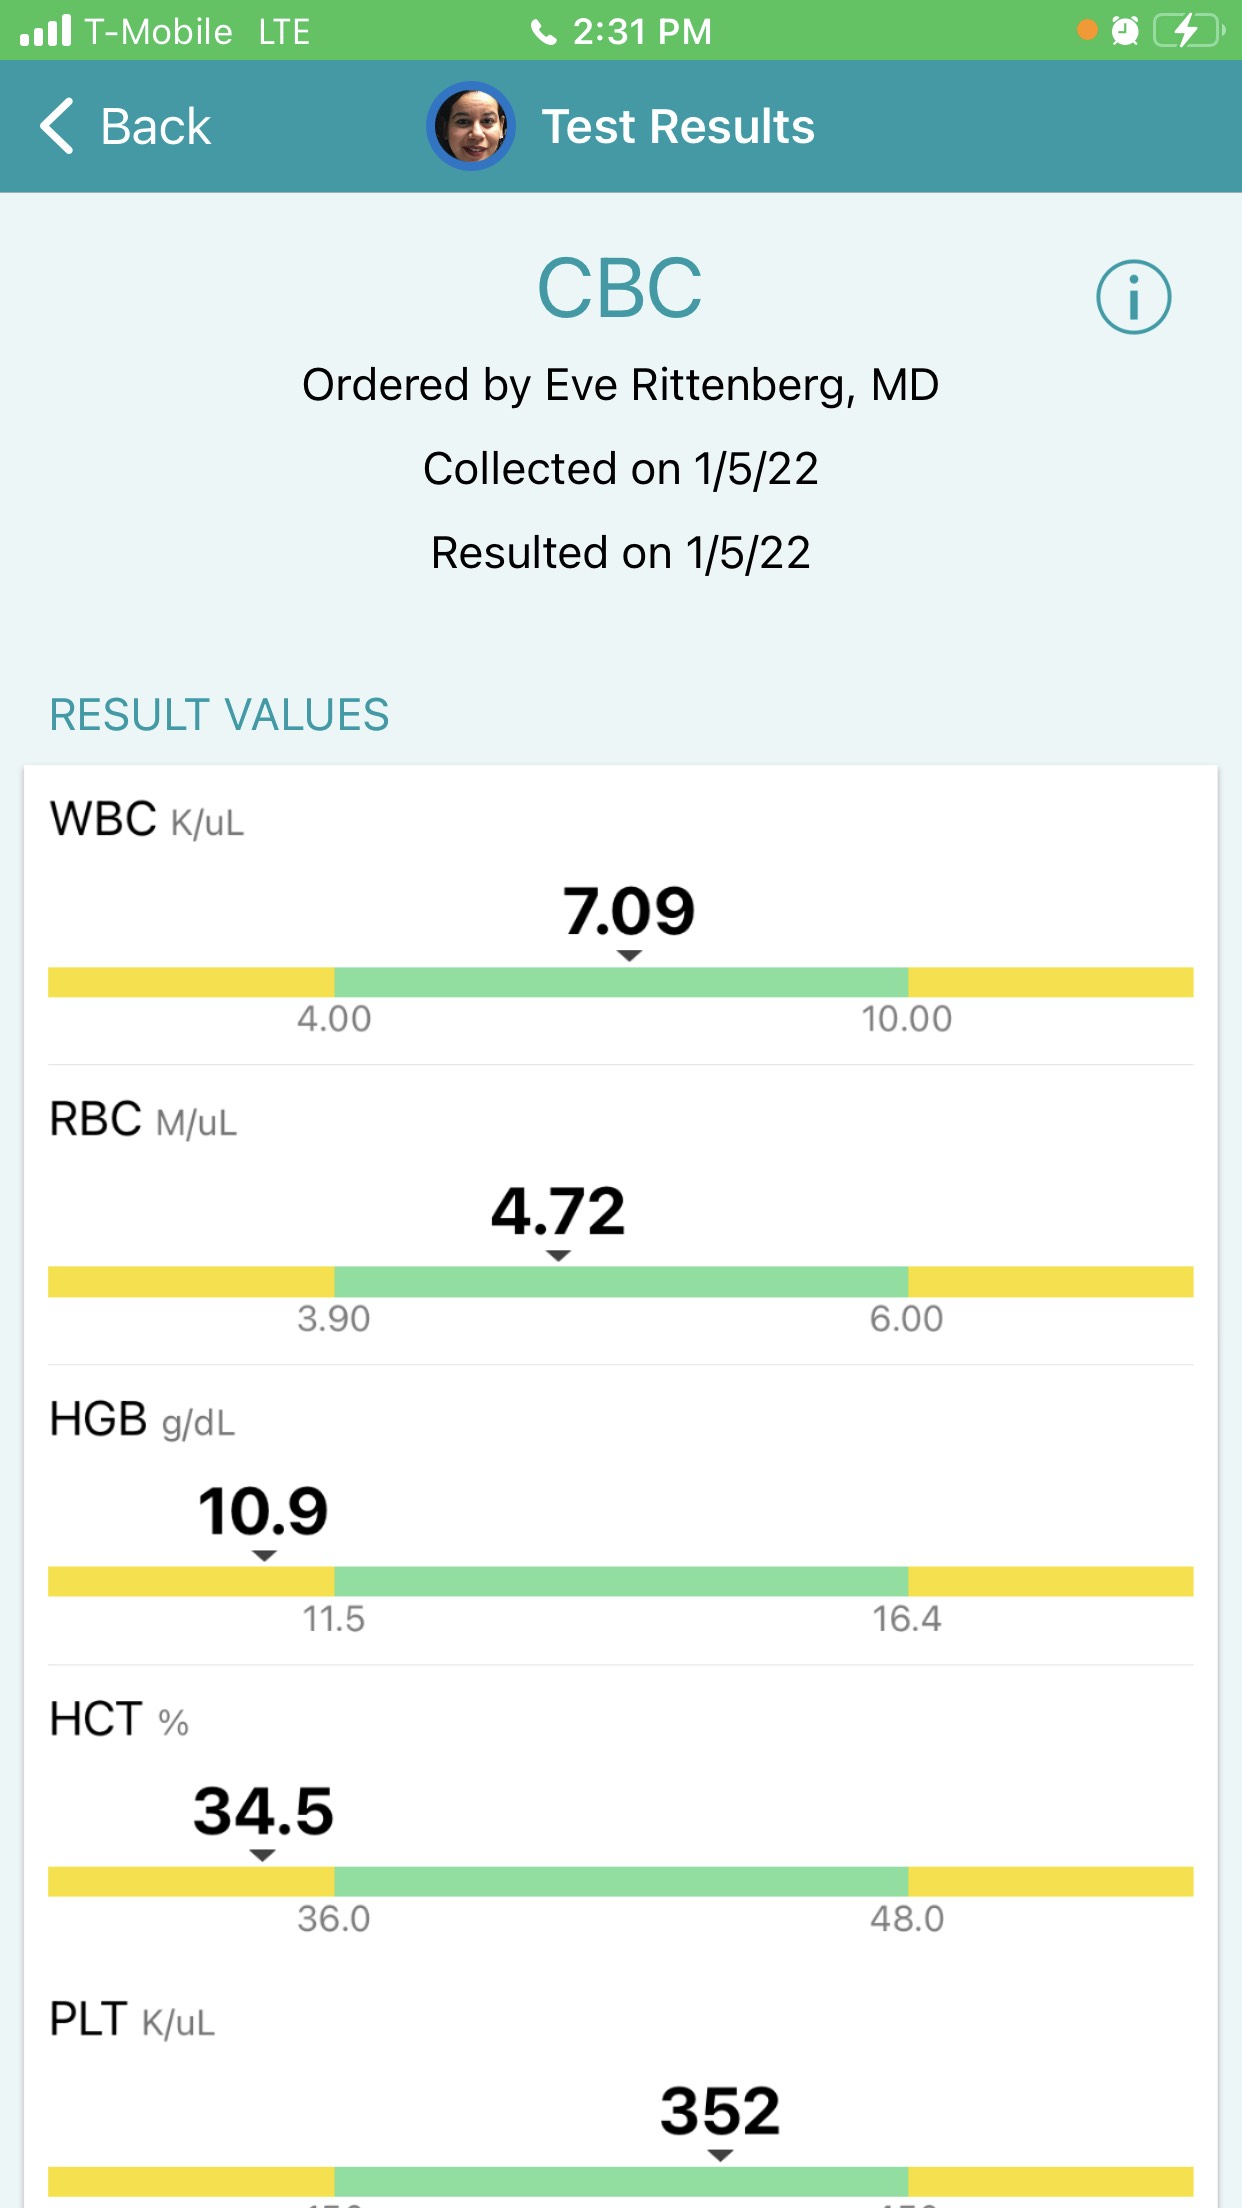 T-Mobile LTE 2:31 PM
Back Test Results
CBC
Ordered by Eve Rittenberg, MD
Collected on 1/5/22
Resulted on 1/5/22
RESULT VALUES
WBC K/uL
7.09
4.00 10.00
RBC M/uL
4.72
3.90 6.00
HGB g/dL
10.9
11.5 16.4
HCT %
34.5
36.0 48.0
PLT K/uL
352